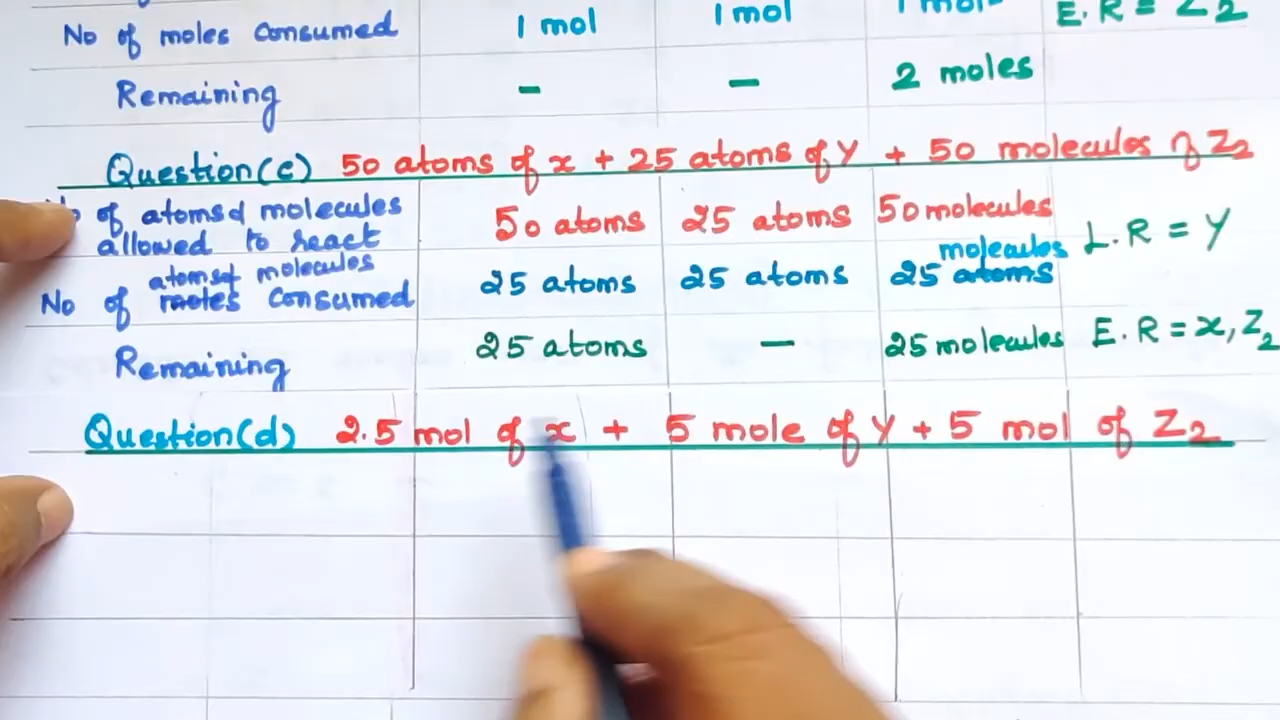 No of moles consumed 1 mol 1 mol 1 mol E.R = Z2
Remaining - - 2 moles
Question(c) 50 atoms of x + 25 atoms of y + 50 molecules of Z2
of atoms of molecules allowed to react 50 atoms 25 atoms 50 molecules L.R = y
No of atoms of molecules moles consumed 25 atoms 25 atoms 25 molecules atoms
Remaining 25 atoms - 25 molecules E.R = x, Z2
Question(d) 2.5 mol of x + 5 mole of y + 5 mol of Z2